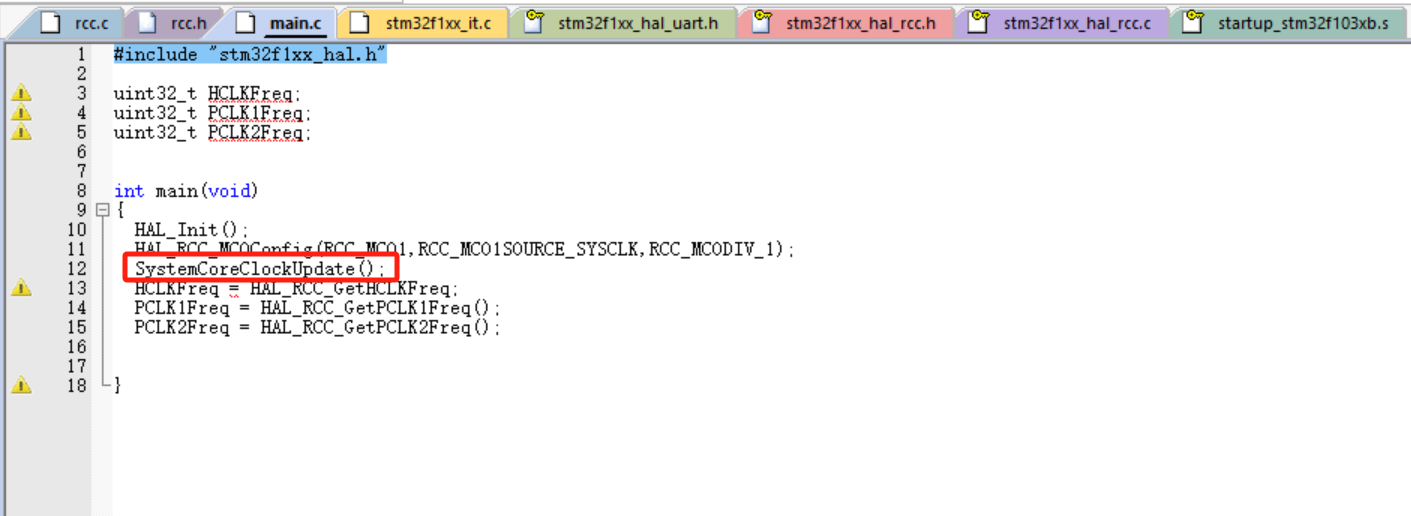 rcc.c rcc.h main.c stm32f1xx_it.c stm32f1xx_hal_uart.h stm32f1xx_hal_rcc.h stm32f1xx_hal_rcc.c startup_stm32f103xb.s
1 #include "stm32f1xx_hal.h"
2
3 uint32_t HCLKFreq;
4 uint32_t PCLK1Freq;
5 uint32_t PCLK2Freq;
6
7
8 int main(void)
9 {
10 HAL_Init();
11 HAL_RCC_MCOConfig(RCC_MCO1,RCC_MCO1SOURCE_SYSCLK,RCC_MCODIV_1);
12 SystemCoreClockUpdate();
13 HCLKFreq = HAL_RCC_GetHCLKFreq;
14 PCLK1Freq = HAL_RCC_GetPCLK1Freq();
15 PCLK2Freq = HAL_RCC_GetPCLK2Freq();
16
17
18 }